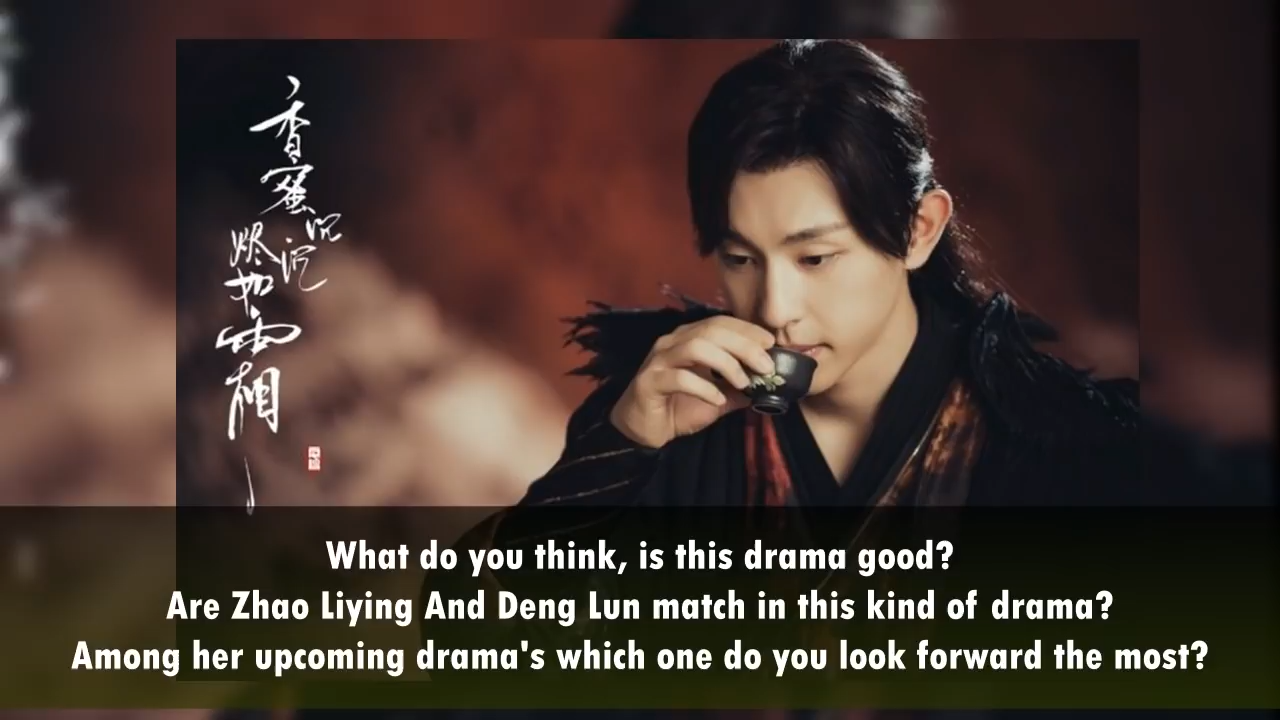 香蜜沉沉烬如霜
What do you think, is this drama good?
Are Zhao Liying And Deng Lun match in this kind of drama?
Among her upcoming drama's which one do you look forward the most?